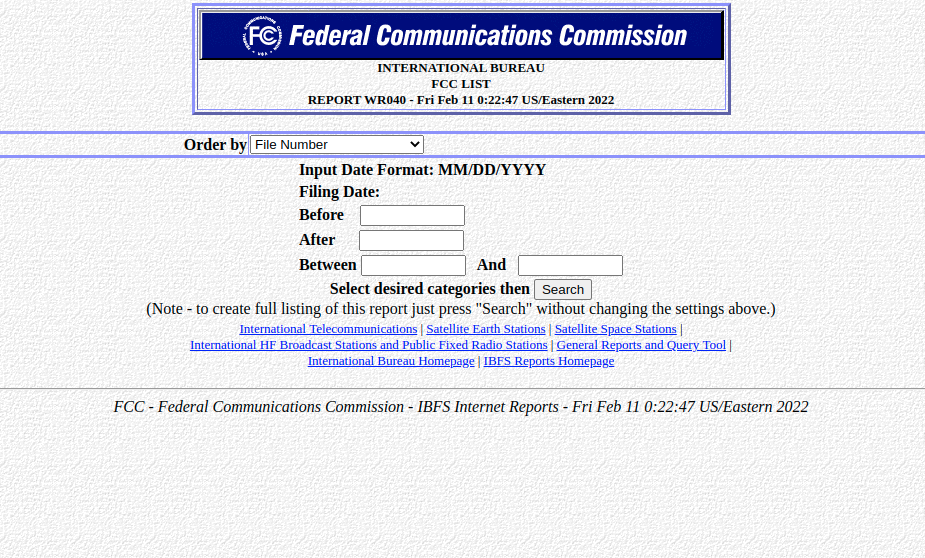 FCC Federal Communications Commission
INTERNATIONAL BUREAU
FCC LIST
REPORT WR040 - Fri Feb 11 0:22:47 US/Eastern 2022
Order by File Number
Input Date Format: MM/DD/YYYY
Filing Date:
Before
After
Between And
Select desired categories then Search
(Note - to create full listing of this report just press "Search" without changing the settings above.)
International Telecommunications | Satellite Earth Stations | Satellite Space Stations |
International HF Broadcast Stations and Public Fixed Radio Stations | General Reports and Query Tool |
International Bureau Homepage | IBFS Reports Homepage
FCC - Federal Communications Commission - IBFS Internet Reports - Fri Feb 11 0:22:47 US/Eastern 2022